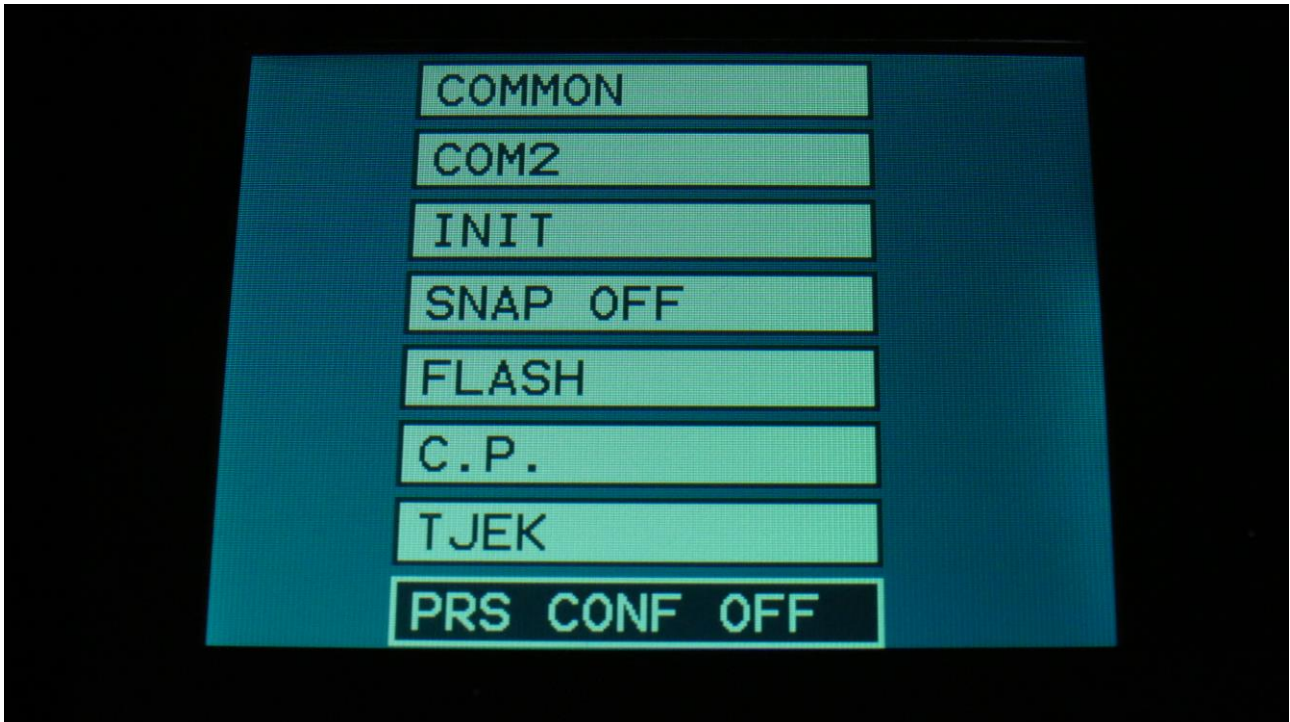 COMMON
COM2
INIT
SNAP OFF
FLASH
C.P.
TJEK
PRS CONF OFF